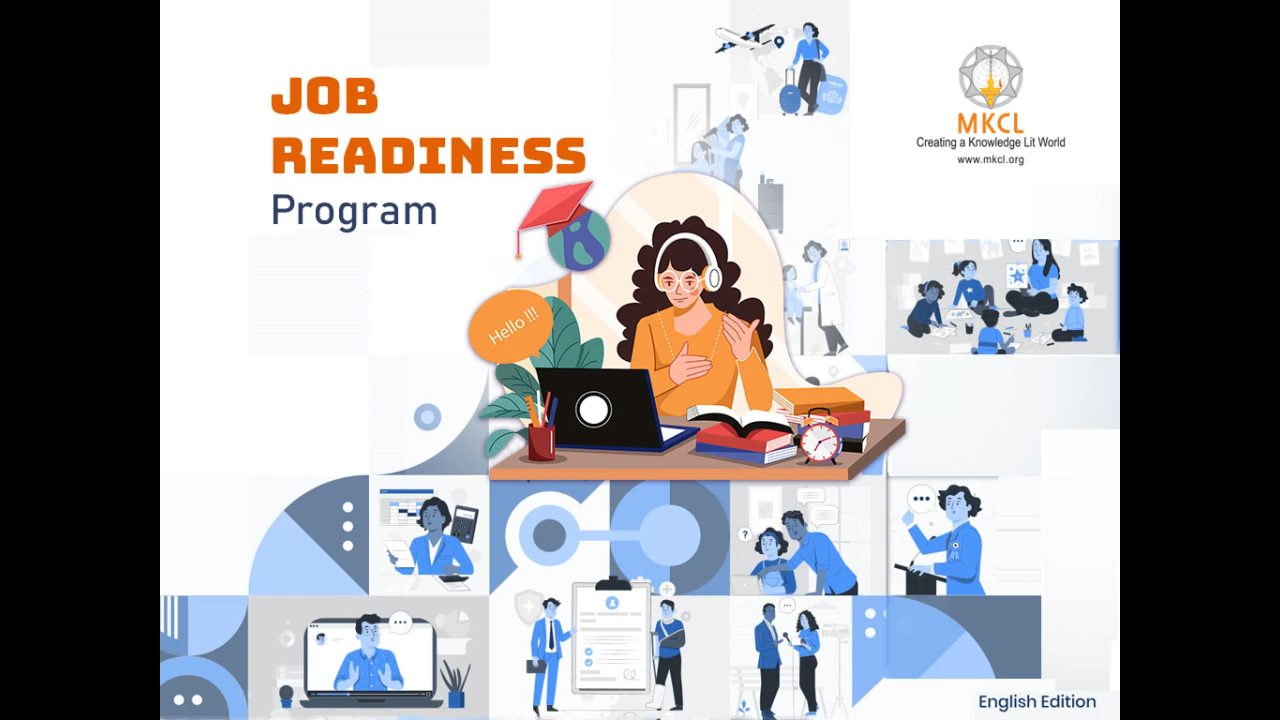 JOB
READINESS
Program
MKCL
Creating a Knowledge Lit World
www.mkcl.org
Hello !!!
?
English Edition